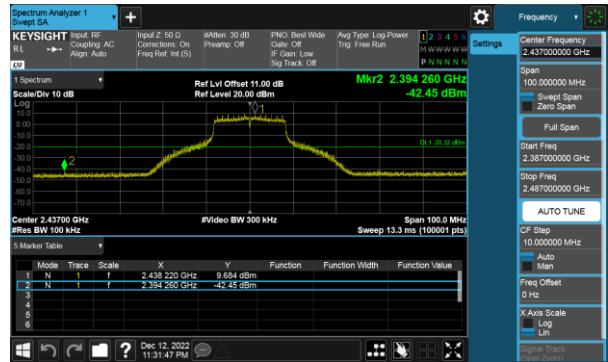 Spectrum Analyzer 1
Swept SA
+
Frequency
KEYSIGHT
RL
Input: RF
Coupling: AC
Align: Auto
Input Z: 50 Ω
Corrections: On
Freq Ref: Int (S)
#Atten: 30 dB
Preamp: Off
PNO: Best Wide
Gate: Off
IF Gain: Low
Sig Track: Off
Avg Type: Log-Power
Trig: Free Run
1 2 3 4 5 6
M W W W W W
P N N N N N
LXI
Settings
1 Spectrum
Scale/Div 10 dB
Ref Lvl Offset 11.00 dB
Ref Level 20.00 dBm
Mkr2 2.394 260 GHz
-42.45 dBm
Log
10.0
0.00
-10.0
-20.0
-30.0
-40.0
-50.0
-60.0
-70.0
1
2
DL1 -20.32 dBm
Center 2.43700 GHz
#Res BW 100 kHz
#Video BW 300 kHz
Span 100.0 MHz
Sweep 13.3 ms (100001 pts)
5 Marker Table
Mode Trace Scale X Y Function Function Width Function Value
1 N 1 f 2.438 220 GHz 9.684 dBm
2 N 1 f 2.394 260 GHz -42.45 dBm
3
4
5
6
Center Frequency
2.437000000 GHz
Span
100.000000 MHz
Swept Span
Zero Span
Full Span
Start Freq
2.387000000 GHz
Stop Freq
2.487000000 GHz
AUTO TUNE
CF Step
10.000000 MHz
Auto
Man
Freq Offset
0 Hz
X Axis Scale
Log
Lin
Signal Track
(Span Zoom)
?
Dec 12, 2022
11:31:47 PM